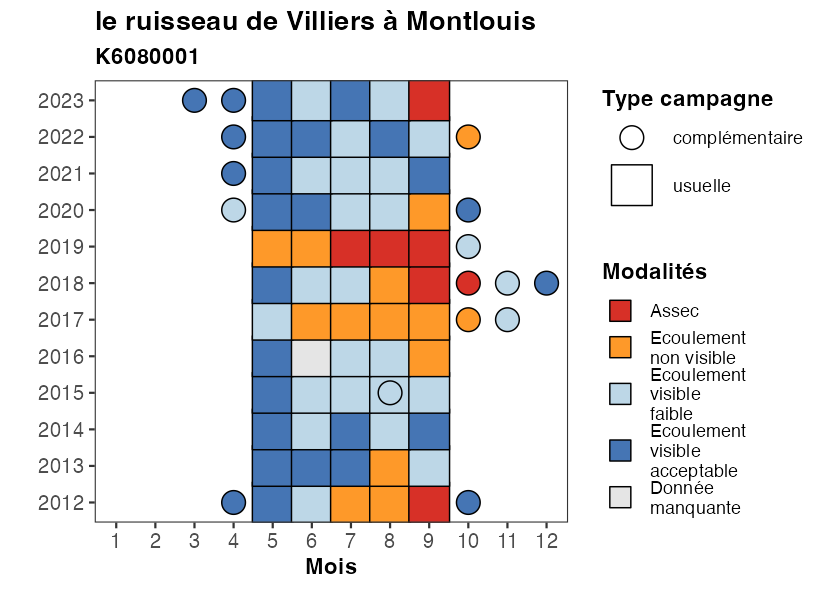 le ruisseau de Villiers à Montlouis
K6080001
2023
2022
2021
2020
2019
2018
2017
2016
2015
2014
2013
2012
1 2 3 4 5 6 7 8 9 10 11 12
Mois
Type campagne
complémentaire
usuelle
Modalités
Assec
Ecoulement
non visible
Ecoulement
visible
faible
Ecoulement
visible
acceptable
Donnée
manquante